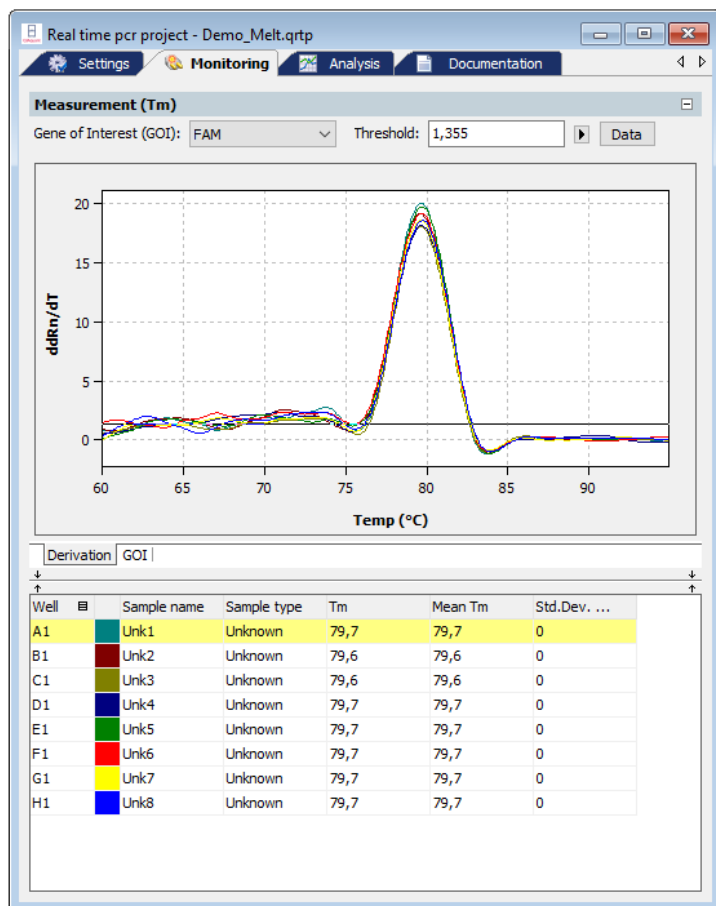 Real time pcr project - Demo_Melt.qrtp
Settings Monitoring Analysis Documentation
Measurement (Tm)
Gene of Interest (GOI): FAM Threshold: 1,355 Data
20
15
10
5
0
ddRn/dT
60 65 70 75 80 85 90
Temp (°C)
Derivation GOI
Well Sample name Sample type Tm Mean Tm Std.Dev. ...
A1 Unk1 Unknown 79,7 79,7 0
B1 Unk2 Unknown 79,6 79,6 0
C1 Unk3 Unknown 79,6 79,6 0
D1 Unk4 Unknown 79,7 79,7 0
E1 Unk5 Unknown 79,7 79,7 0
F1 Unk6 Unknown 79,7 79,7 0
G1 Unk7 Unknown 79,7 79,7 0
H1 Unk8 Unknown 79,7 79,7 0